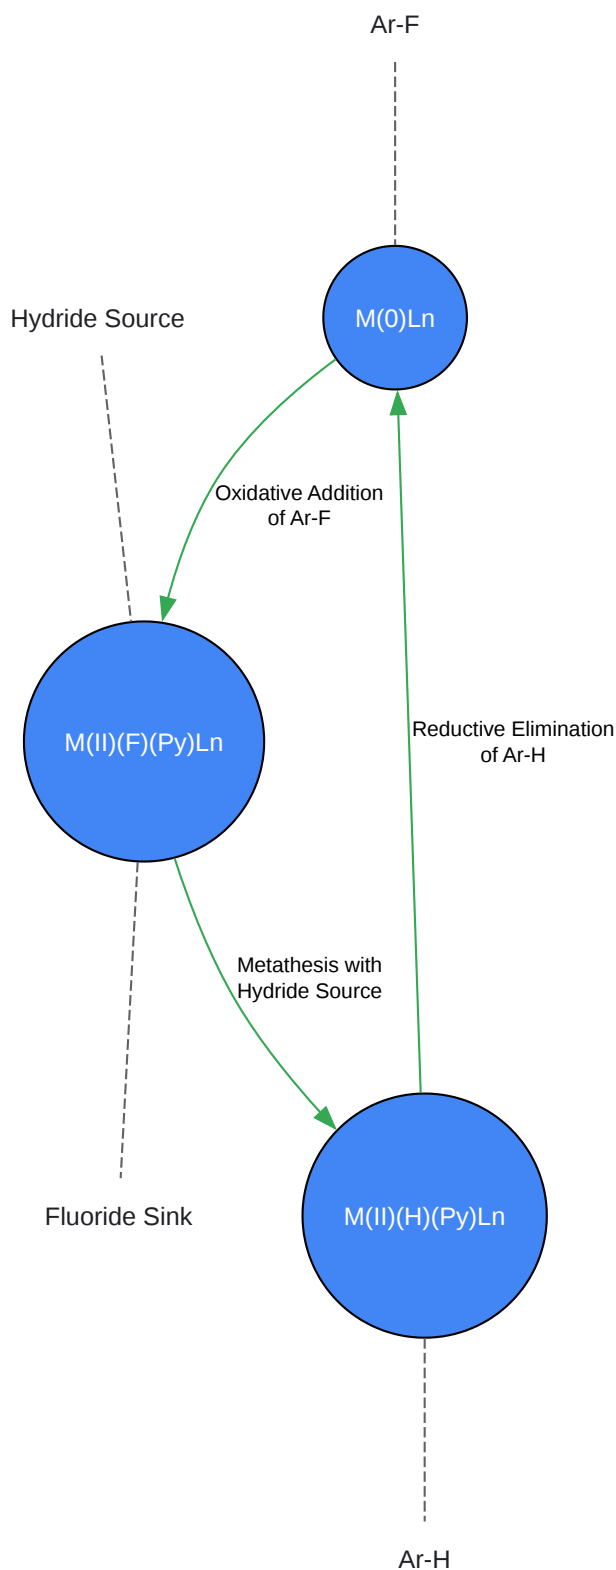 Ar-F
M(0)Ln
Hydride Source
Oxidative Addition
of Ar-F
M(II)(F)(Py)Ln
Reductive Elimination
of Ar-H
Metathesis with
Hydride Source
Fluoride Sink
M(II)(H)(Py)Ln
Ar-H